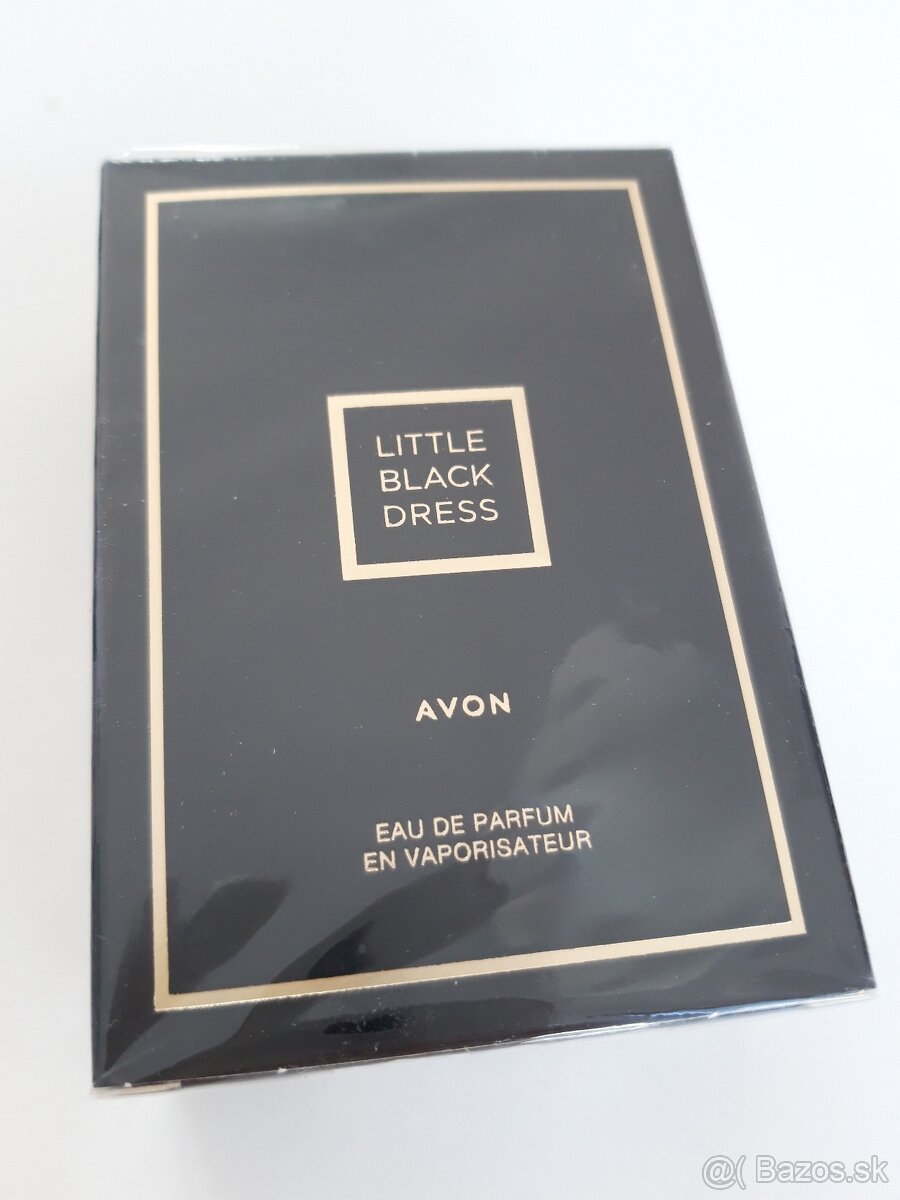 LITTLE
BLACK
DRESS
AVON
EAU DE PARFUM
EN VAPORISATEUR
@( Bazos.sk